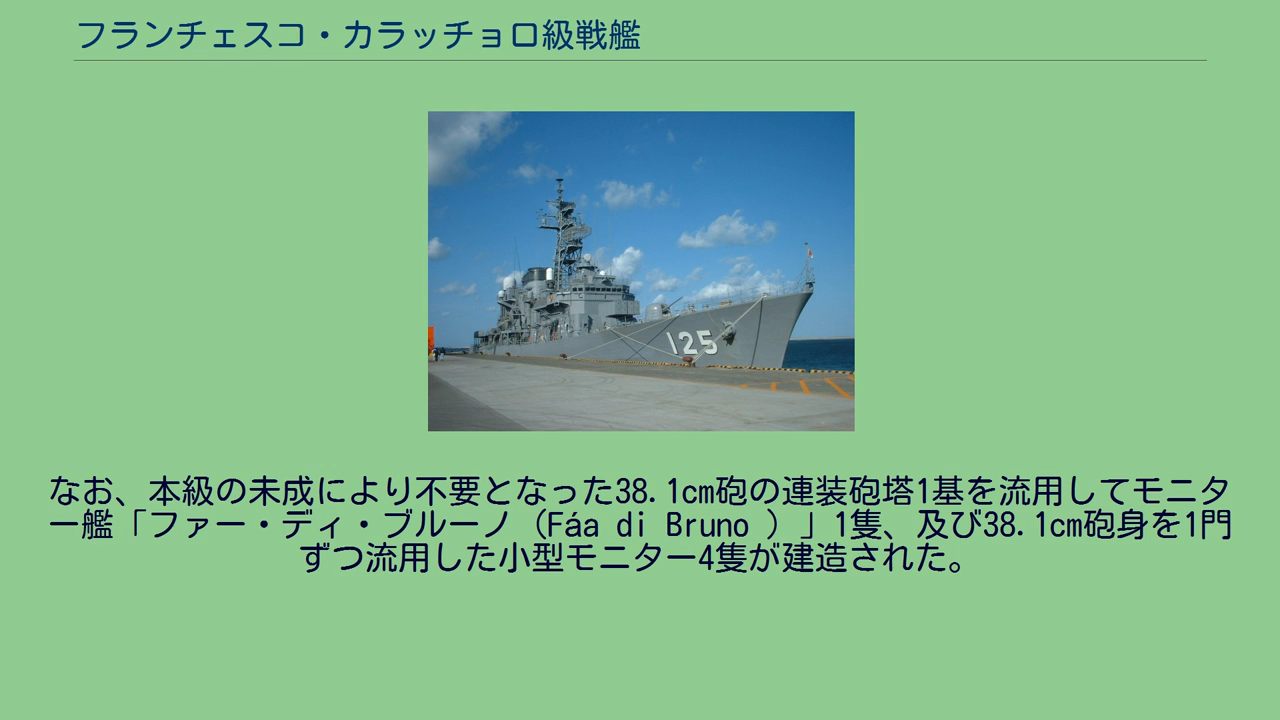 フランチェスコ・カラッチョロ級戦艦
125
なお、本級の未成により不要となった38.1cm砲の連装砲塔1基を流用してモニタ
ー艦「ファー・ディ・ブルーノ（Fáa di Bruno ）」1隻、及び38.1cm砲身を1門
ずつ流用した小型モニター4隻が建造された。